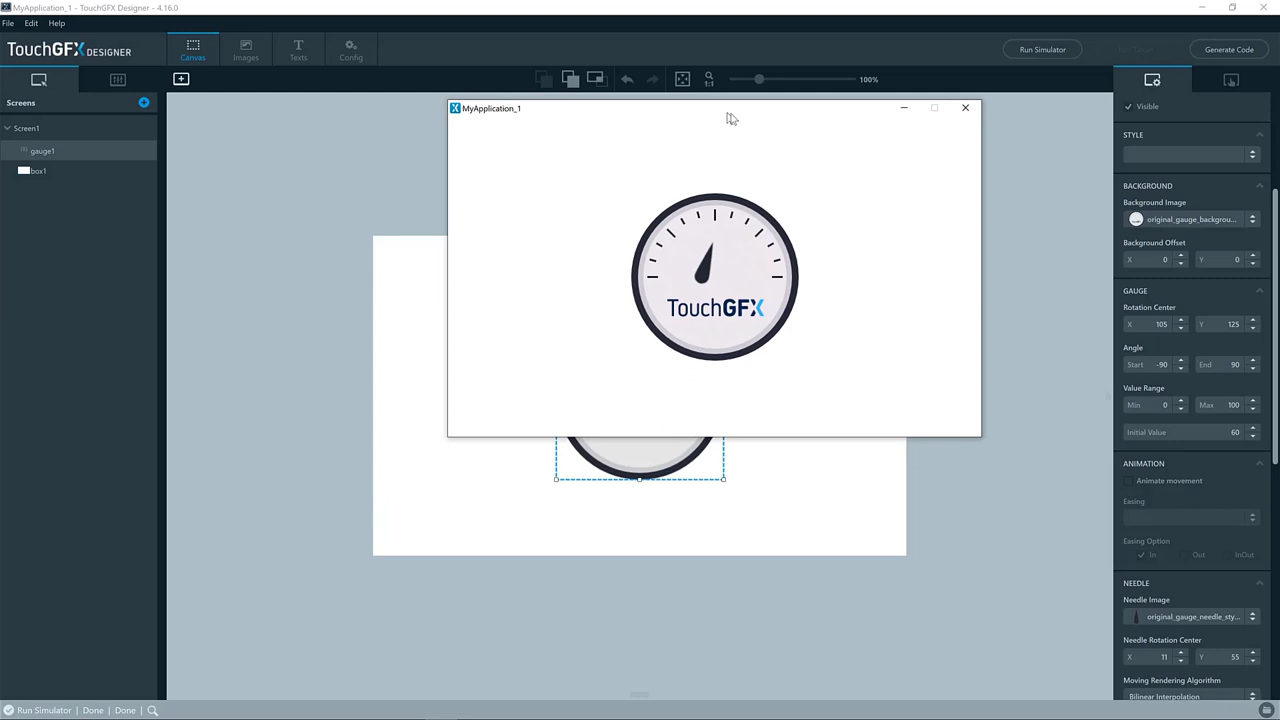 MyApplication_1 - TouchGFX Designer - 4.16.0
File Edit Help
TouchGFX DESIGNER
Canvas
Images
Texts
Config
Run Simulator
Generate Code
100%
Screens
Screen1
gauge1
box1
MyApplication_1
TouchGFX
Visible
STYLE
BACKGROUND
Background Image
original_gauge_backgrou...
Background Offset
X 0 Y 0
GAUGE
Rotation Center
X 105 Y 125
Angle
Start -90 End 90
Value Range
Min 0 Max 100
Initial Value 60
ANIMATION
Animate movement
Easing
Easing Option
In Out InOut
NEEDLE
Needle Image
original_gauge_needle_sty...
Needle Rotation Center
X 11 Y 55
Moving Rendering Algorithm
Bilinear Interpolation
Run Simulator | Done | Done |